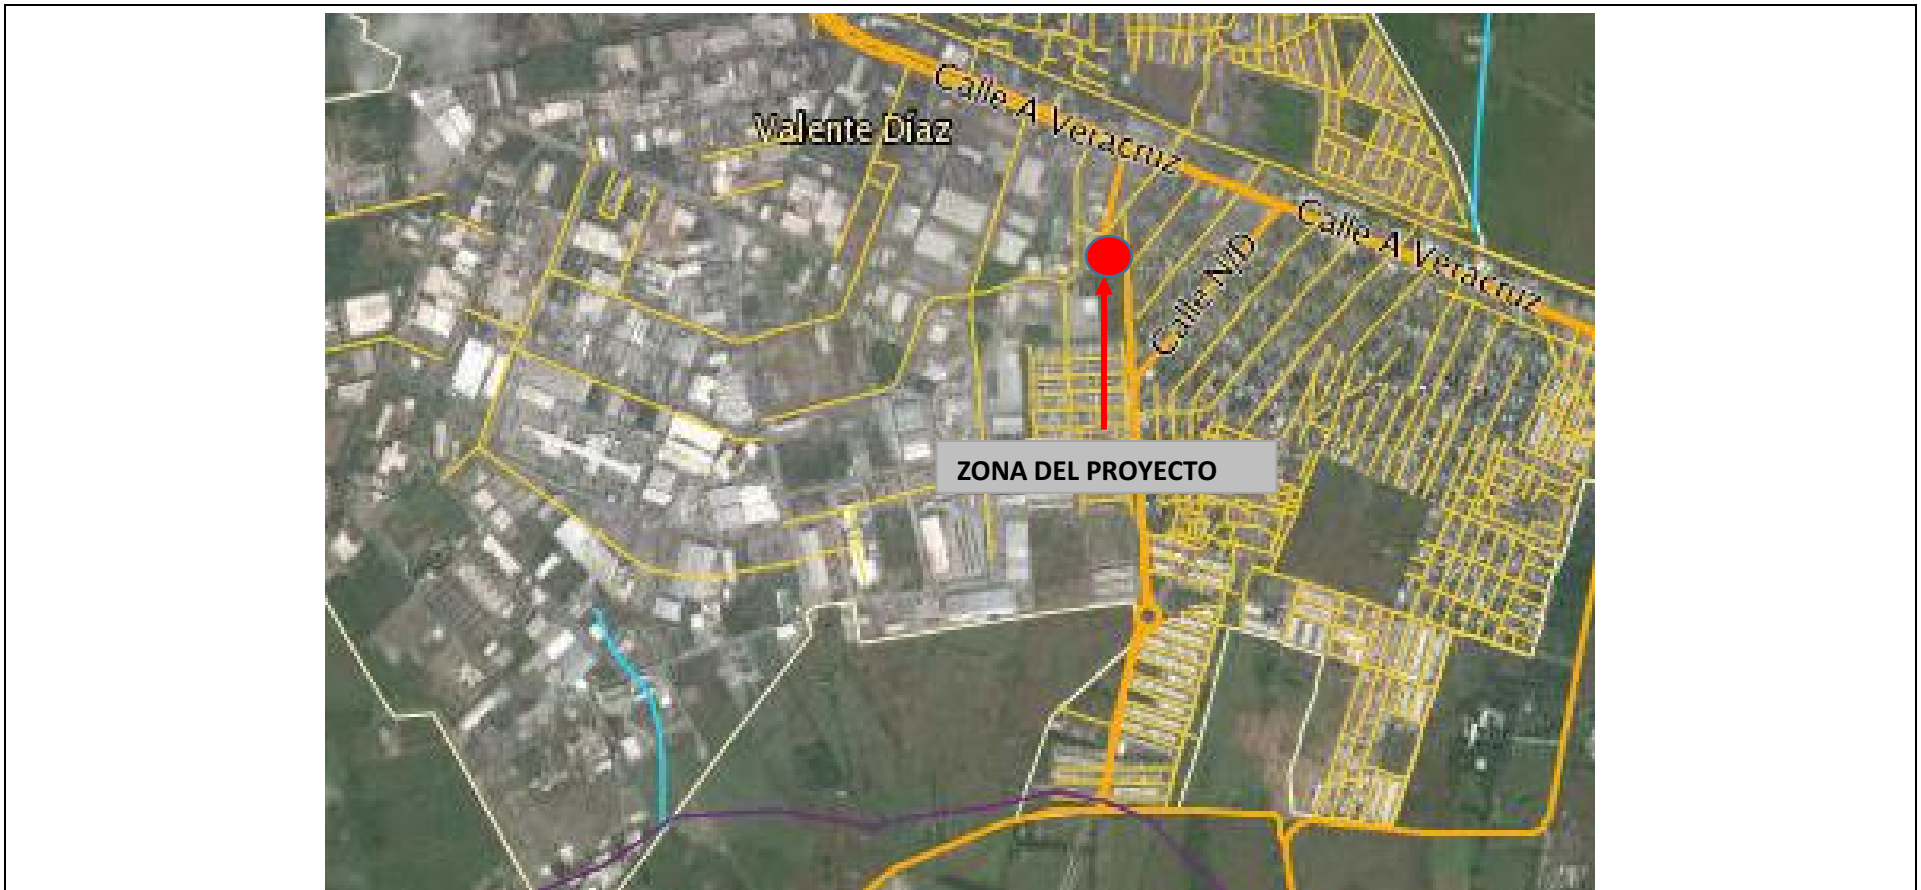 Calle A Veracruz
Valente Díaz
Calle A Veracruz
Calle N/D
ZONA DEL PROYECTO